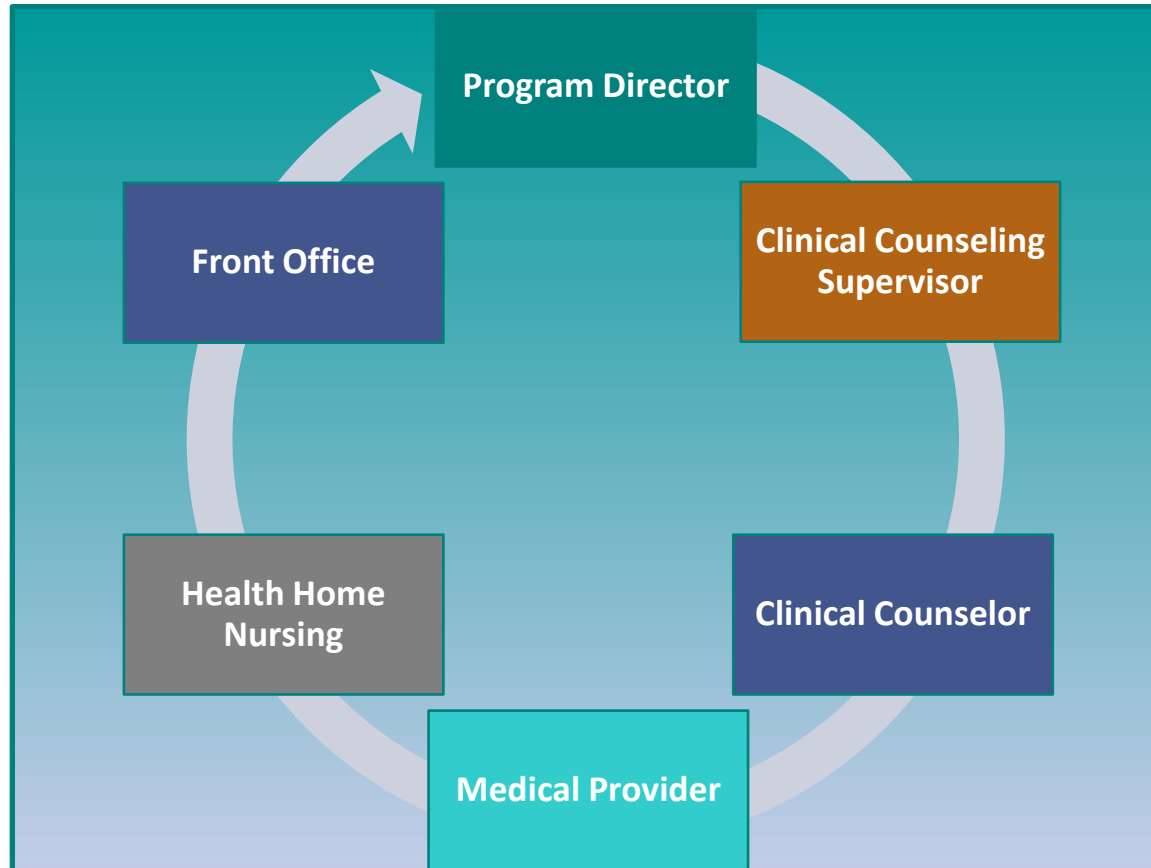 Program Director
Clinical Counseling
Supervisor
Clinical Counselor
Medical Provider
Health Home
Nursing
Front Office